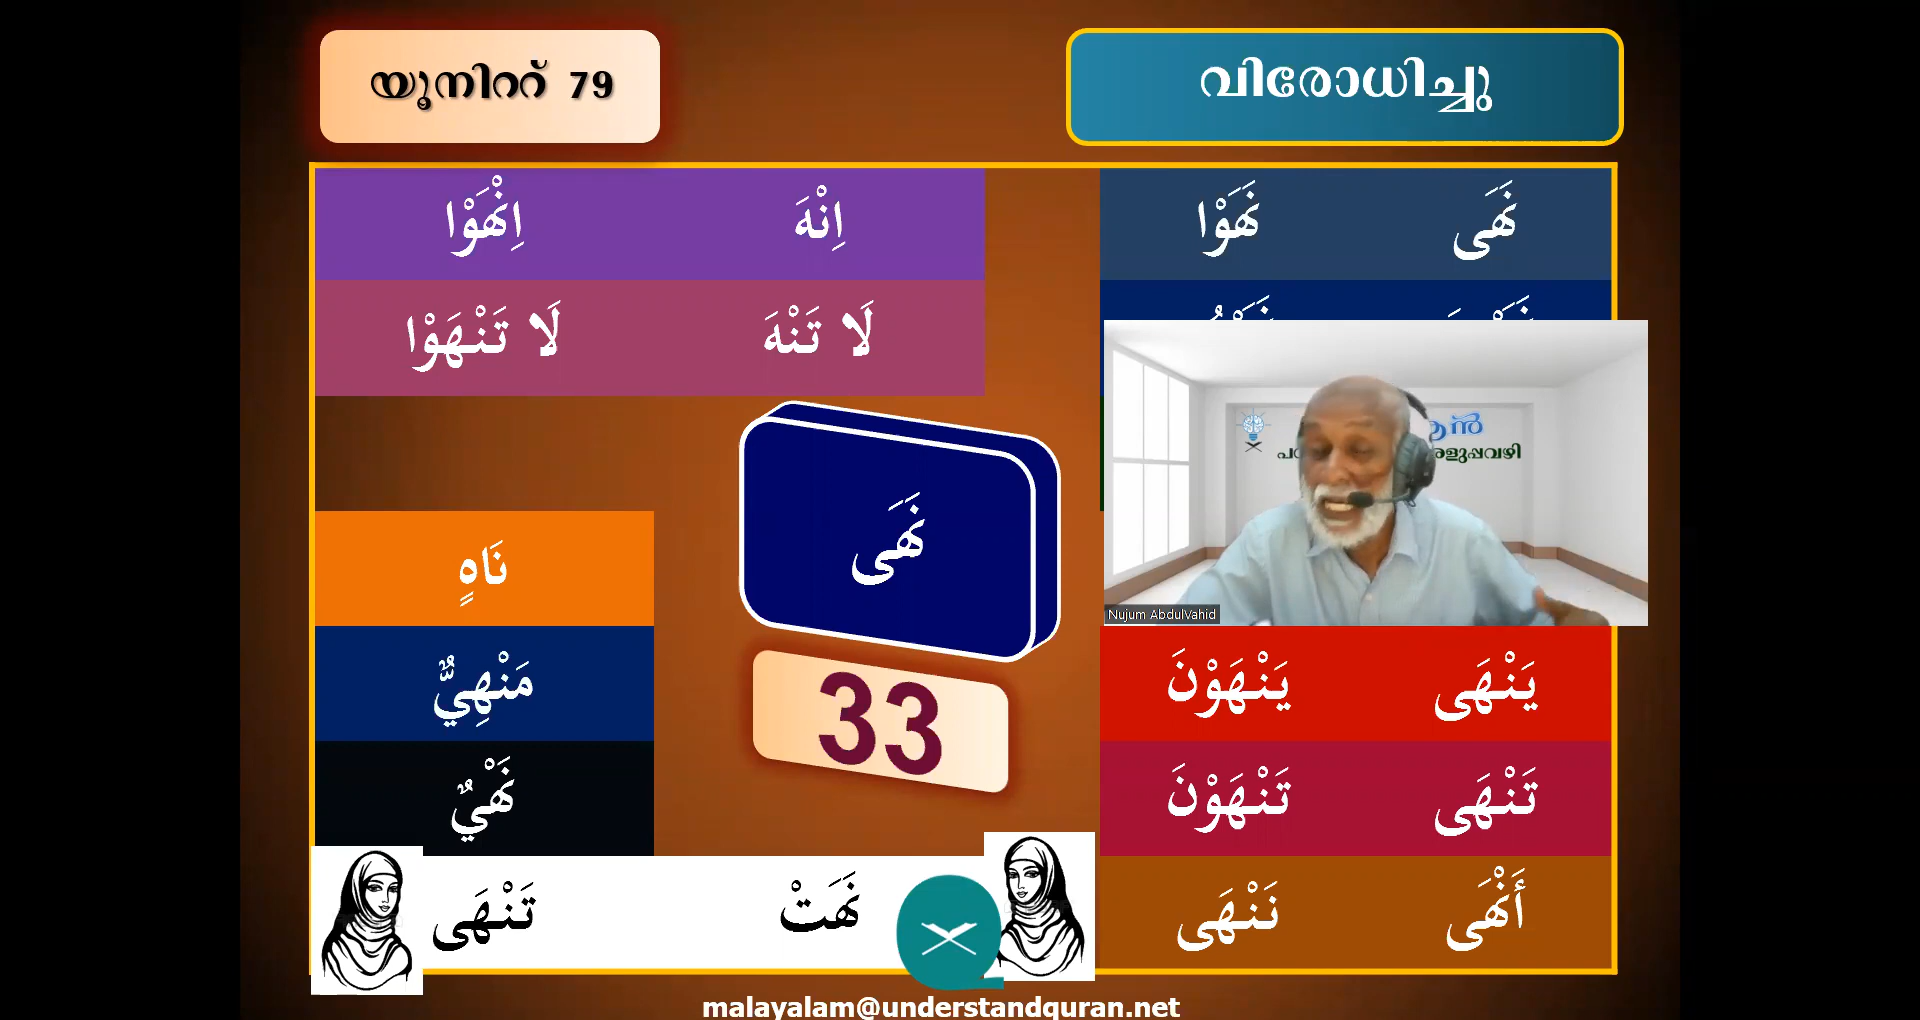 യൂനിററ് 79
വിരോധിച്ചു
اِنْهَ اِنْهَوْا
نَهَى نَهَوْا
لَا تَنْهَ لَا تَنْهَوْا
نَهَى
33
نَاهٍ
مَنْهِيٌّ
نَهْيٌ
Nujum AbdulVahid
يَنْهَى يَنْهَوْنَ
تَنْهَى تَنْهَوْنَ
أَنْهَى نَنْهَى
نَهَتْ تَنْهَى
malayalam@understandquran.net